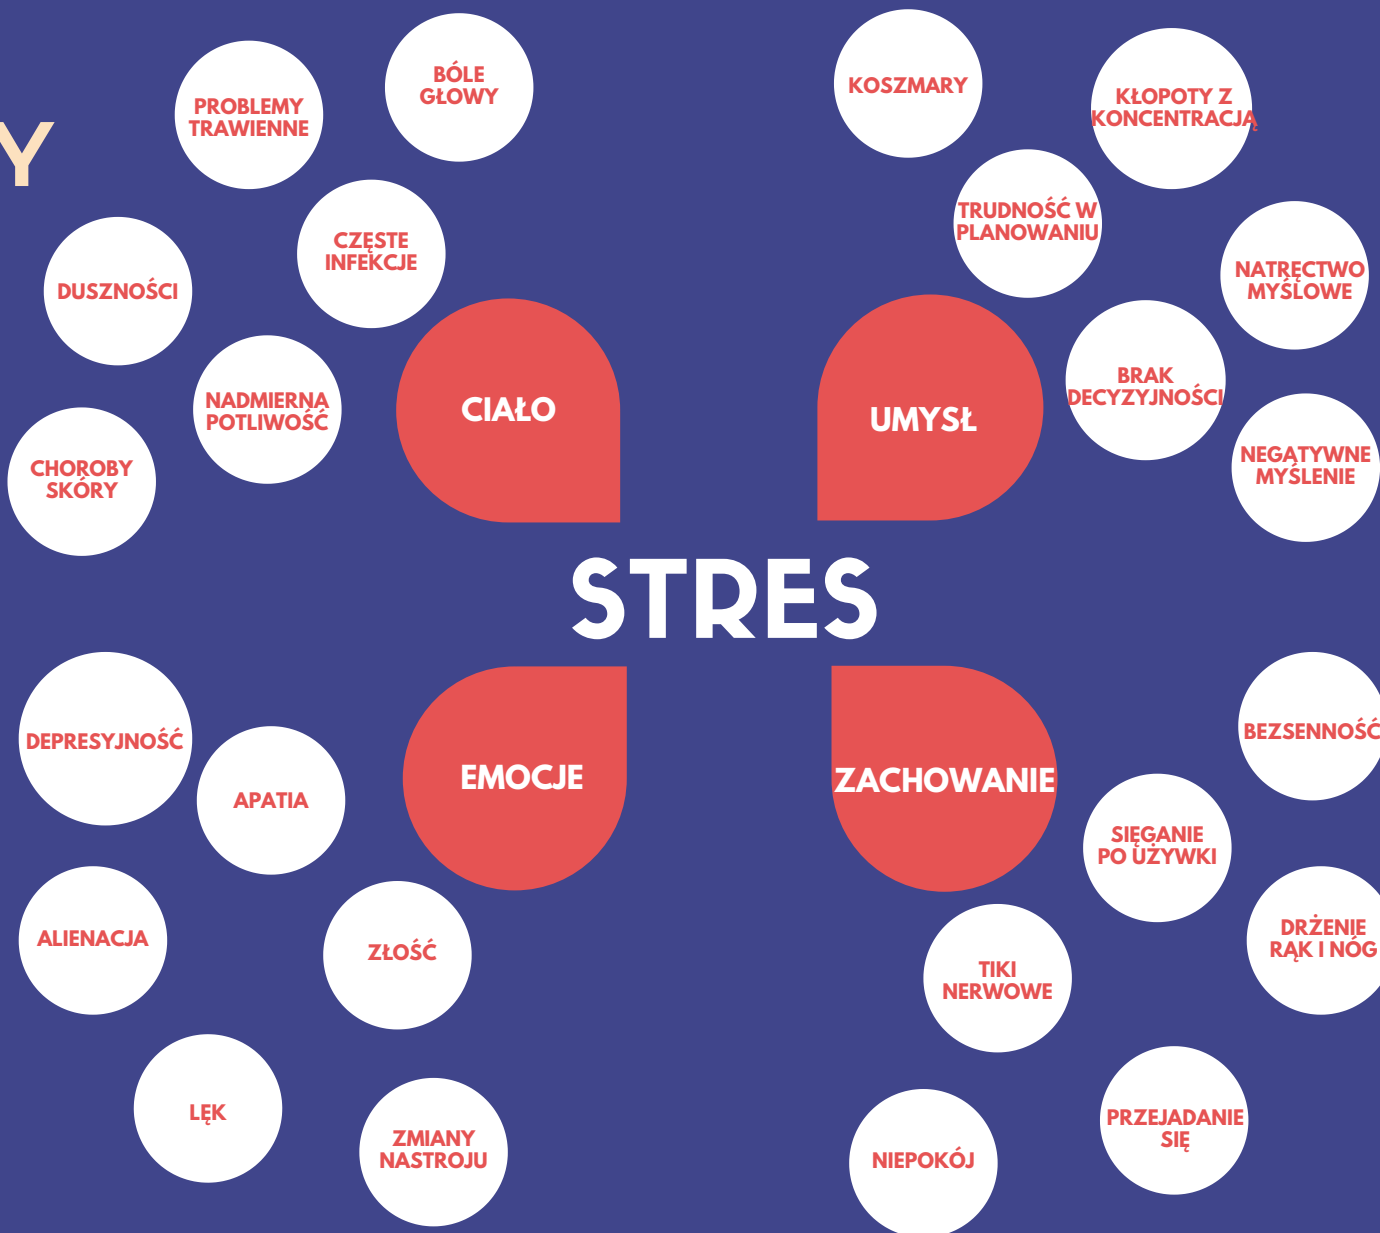 Y
BÓLE
GŁOWY
PROBLEMY
TRAWIENNE
CZĘSTE
INFEKCJE
DUSZNOŚCI
NADMIERNA
POTLIWOŚĆ
CHOROBY
SKÓRY
CIAŁO
KOSZMARY
KŁOPOTY Z
KONCENTRACJĄ
TRUDNOŚĆ W
PLANOWANIU
NATRĘCTWO
MYŚLOWE
BRAK
DECYZYJNOŚCI
NEGATYWNE
MYŚLENIE
UMYSŁ
STRES
EMOCJE
DEPRESYJNOŚĆ
APATIA
ALIENACJA
ZŁOŚĆ
LĘK
ZMIANY
NASTROJU
ZACHOWANIE
BEZSENNOŚĆ
SIĘGANIE
PO UŻYWKI
DRŻENIE
RĄK I NÓG
TIKI
NERWOWE
PRZEJADANIE
SIĘ
NIEPOKÓJ